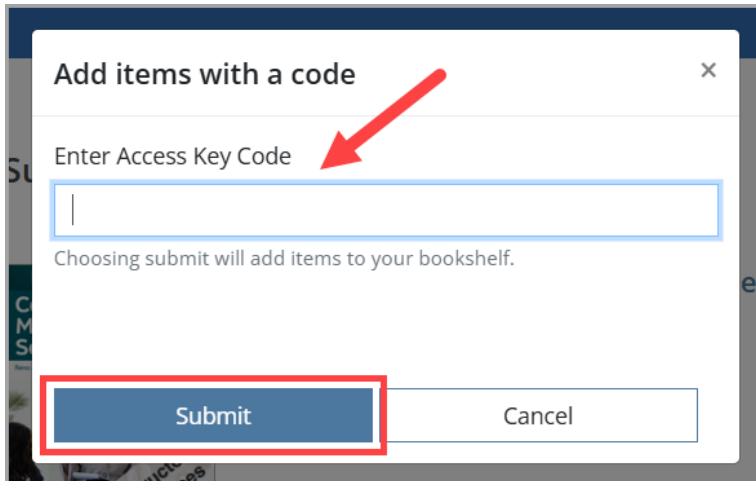 Add items with a code
×
Enter Access Key Code
Choosing submit will add items to your bookshelf.
Submit
Cancel